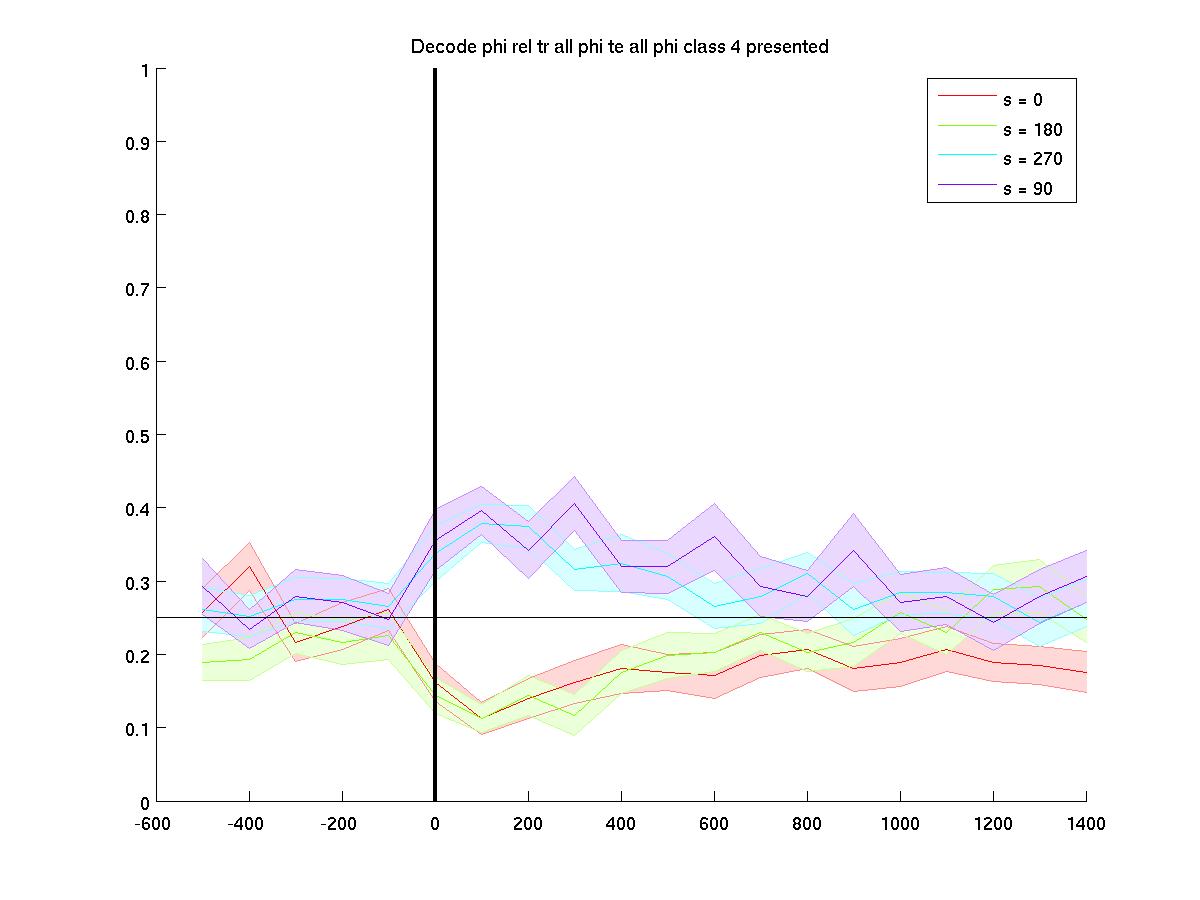 Decode phi rel tr all phi te all phi class 4 presented
s = 0
s = 180
s = 270
s = 90
1
0.9
0.8
0.7
0.6
0.5
0.4
0.3
0.2
0.1
0
-600 -400 -200 0 200 400 600 800 1000 1200 1400